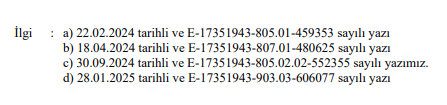 İlgi : a) 22.02.2024 tarihli ve E-17351943-805.01-459353 sayılı yazı
b) 18.04.2024 tarihli ve E-17351943-807.01-480625 sayılı yazı
c) 30.09.2024 tarihli ve E-17351943-805.02.02-552355 sayılı yazımız.
d) 28.01.2025 tarihli ve E-17351943-903.03-606077 sayılı yazı